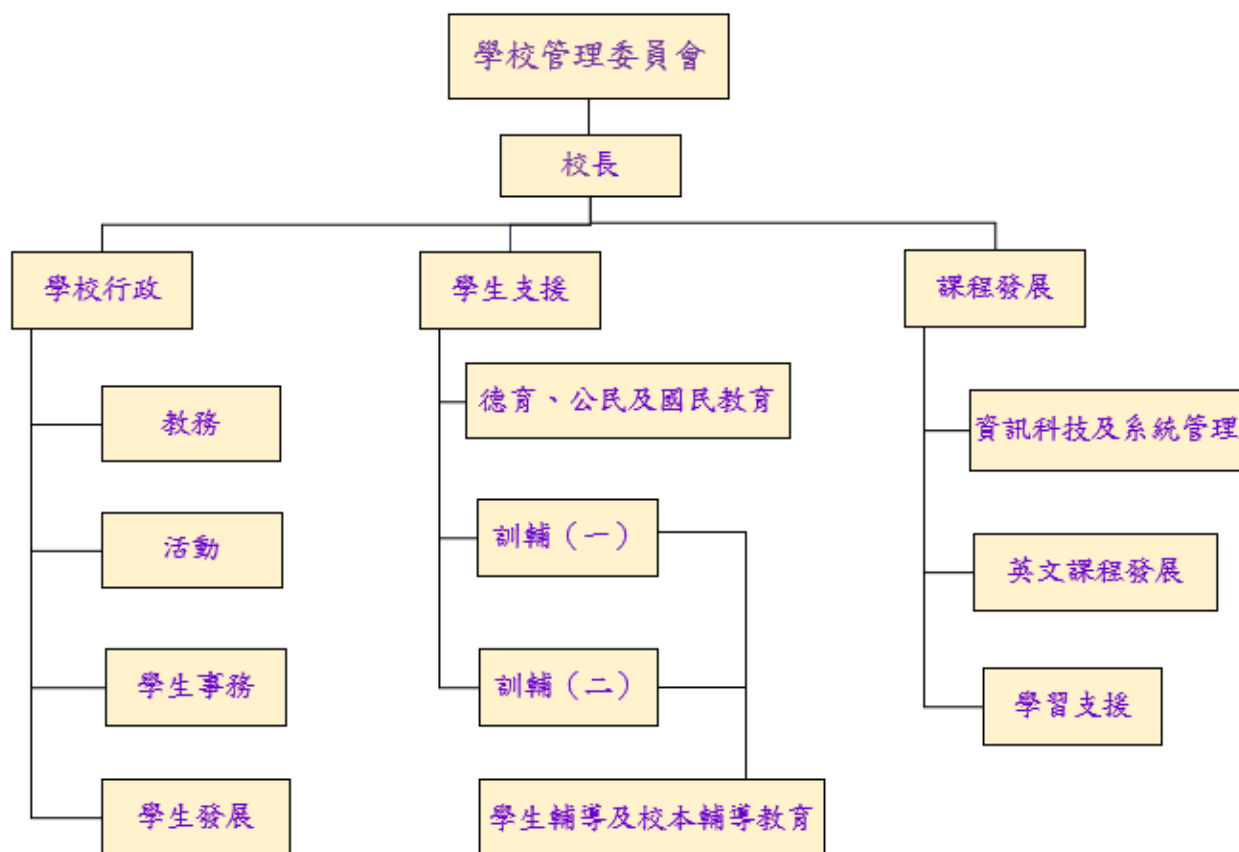 學校管理委員會
校長
學校行政
教務
活動
學生事務
學生發展
學生支援
德育、公民及國民教育
訓輔（一）
訓輔（二）
學生輔導及校本輔導教育
課程發展
資訊科技及系統管理
英文課程發展
學習支援